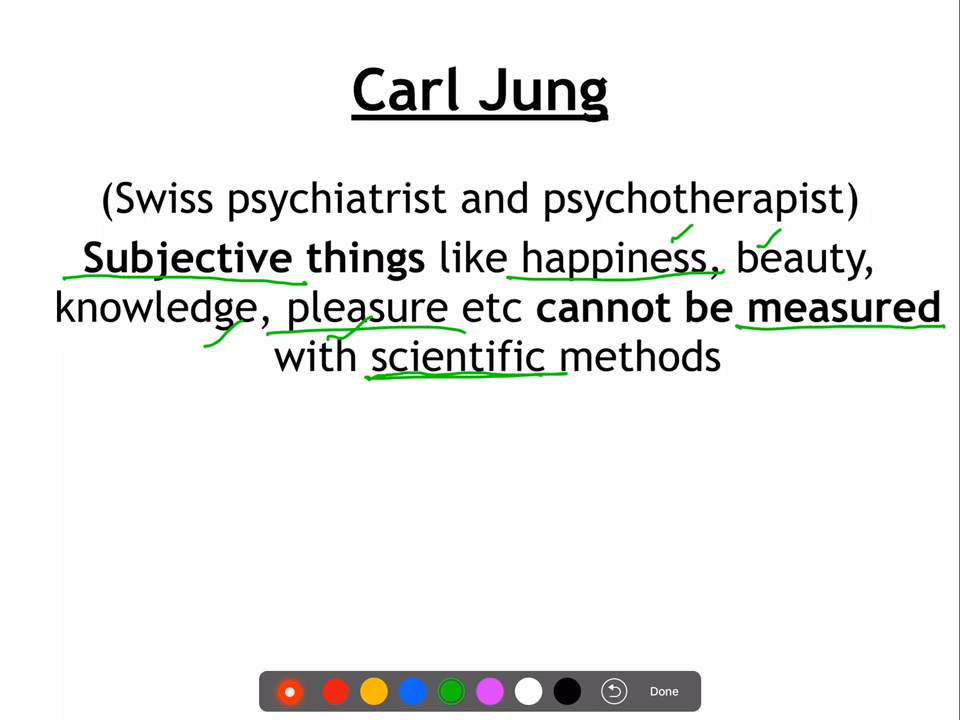 Carl Jung
(Swiss psychiatrist and psychotherapist)
Subjective things like happiness, beauty,
knowledge, pleasure etc cannot be measured
with scientific methods
Done